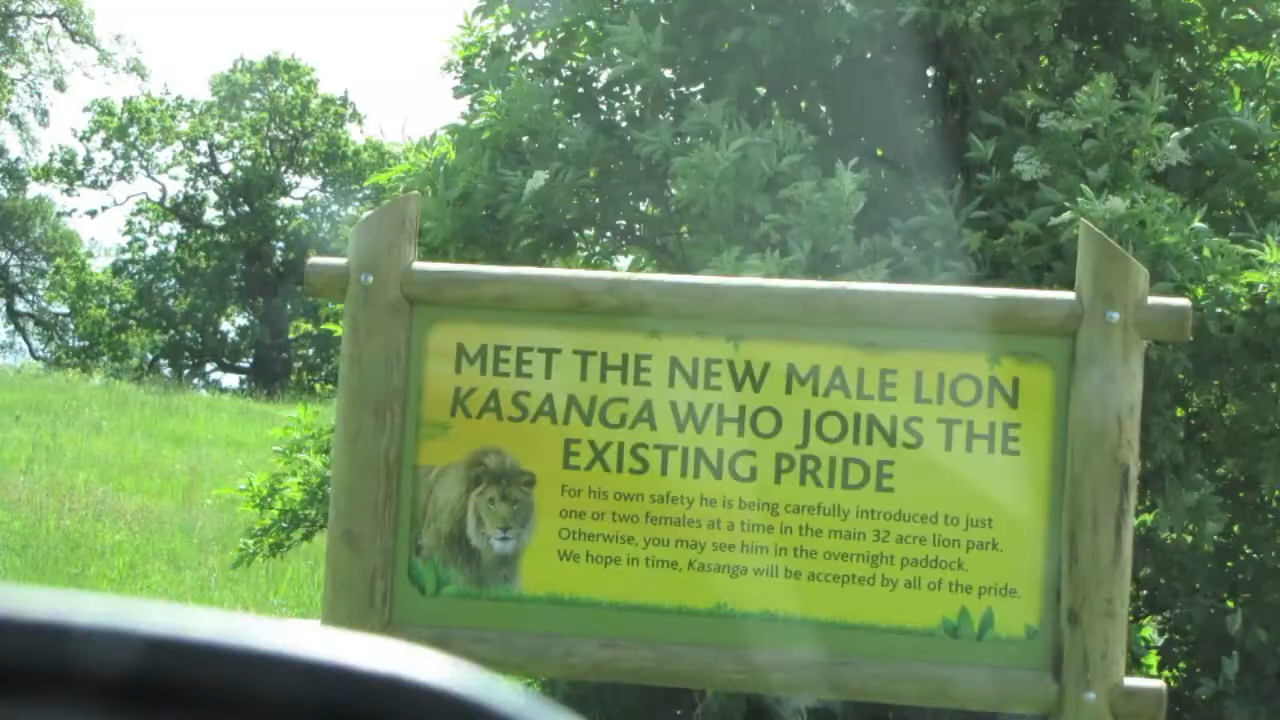 MEET THE NEW MALE LION
KASANGA WHO JOINS THE
EXISTING PRIDE
For his own safety he is being carefully introduced to just
one or two females at a time in the main 32 acre lion park.
Otherwise, you may see him in the overnight paddock.
We hope in time, Kasanga will be accepted by all of the pride.